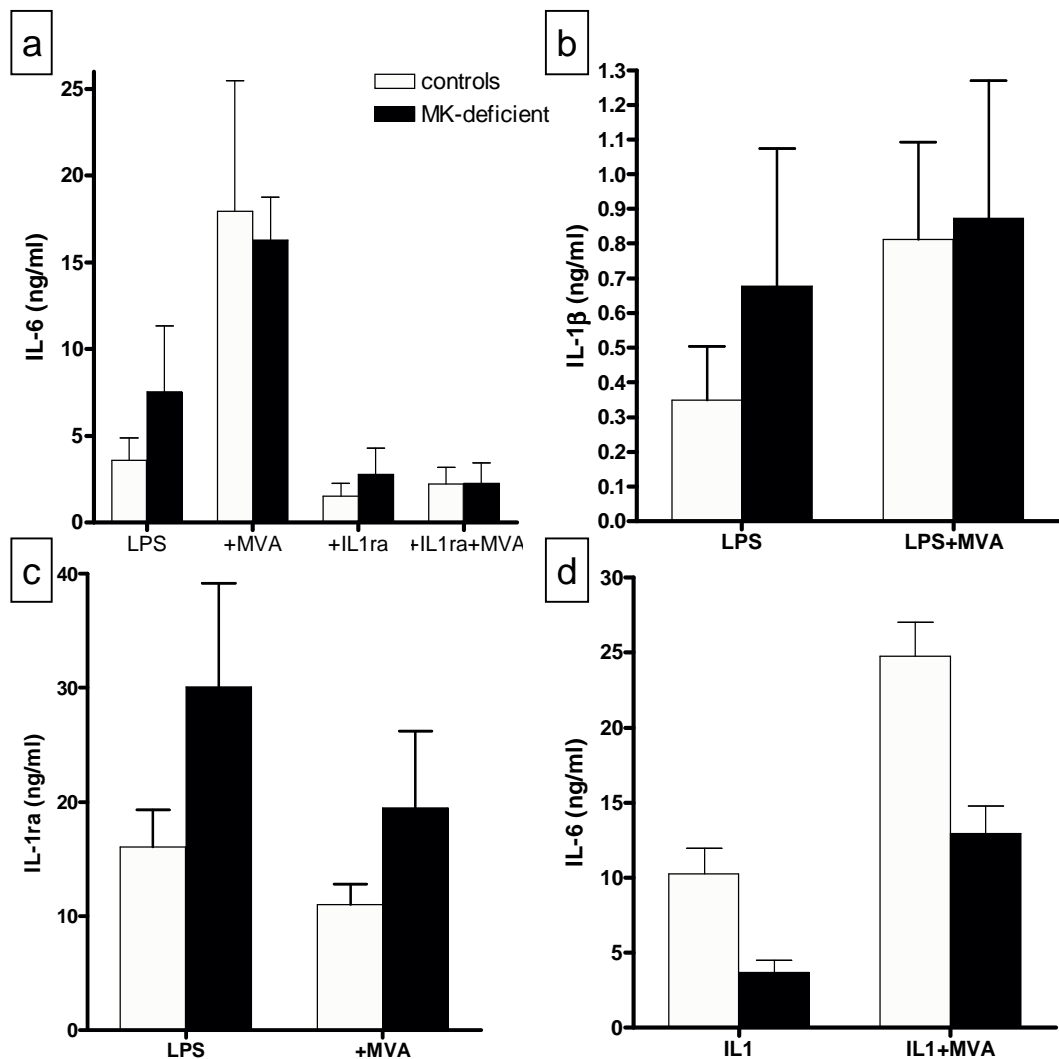 a
25
20
15
10
5
0
IL-6 (ng/ml)
controls
MK-deficient
LPS +MVA +IL1ra +IL1ra+MVA
b
1.3
1.2
1.1
1.0
0.9
0.8
0.7
0.6
0.5
0.4
0.3
0.2
0.1
0.0
IL-1β (ng/ml)
LPS LPS+MVA
c
40
30
20
10
0
IL-1ra (ng/ml)
LPS +MVA
d
30
25
20
15
10
5
0
IL-6 (ng/ml)
IL1 IL1+MVA